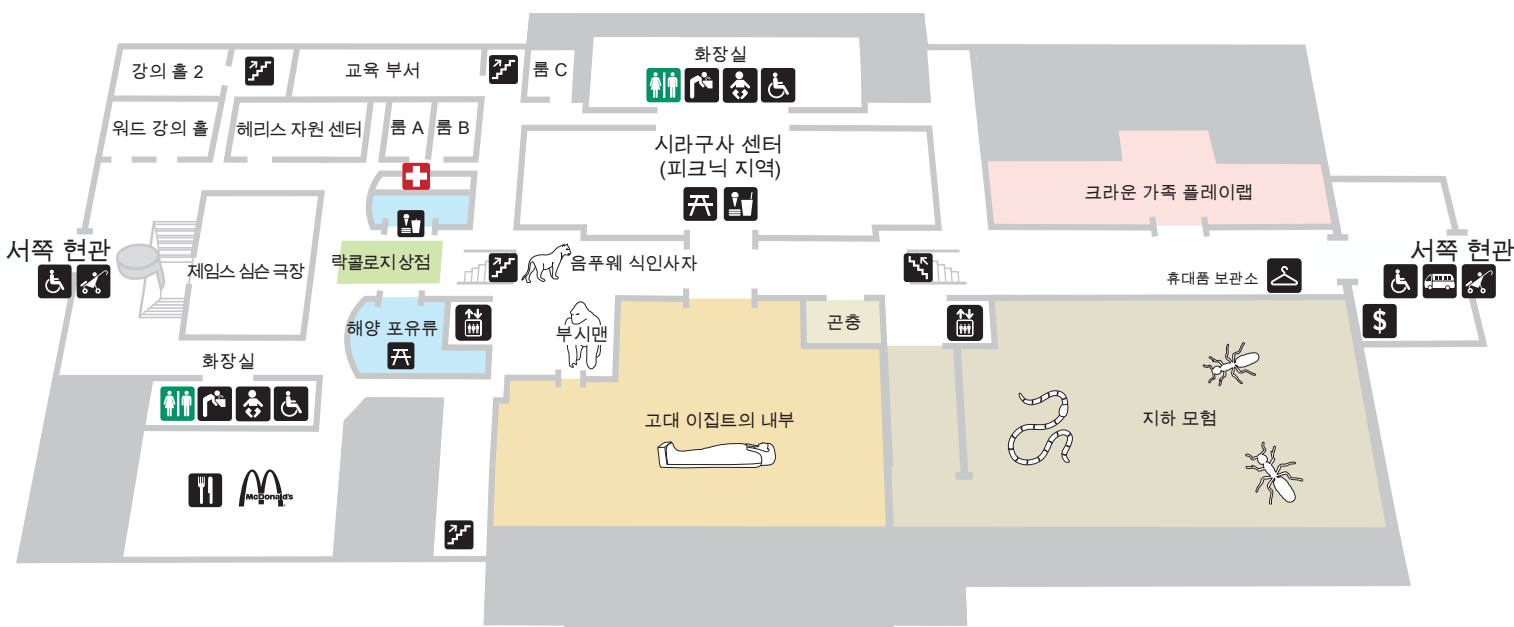 화장실
강의 홀 2
교육 부서
룸 C
워드 강의 홀
헤리스 자원 센터
룸 A
룸 B
시라구사 센터
(피크닉 지역)
크라운 가족 플레이랩
서쪽 현관
제임스 심슨 극장
락콜로지 상점
음푸웨 식인사자
휴대품 보관소
서쪽 현관
$
해양 포유류
부시맨
곤충
화장실
고대 이집트의 내부
지하 모험
McDonald's